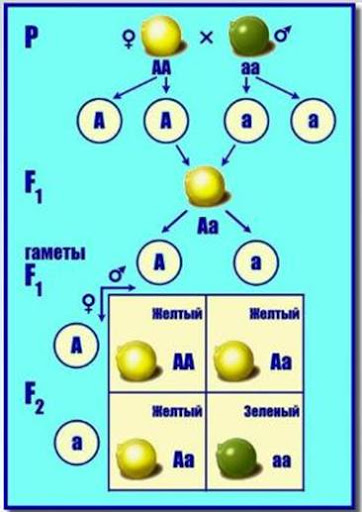 P ♀ × ♂
AA aa
A A a a
F₁
Aa
гаметы
F₁ A a
♂
♀
Желтый Желтый
A AA Aa
F₂
Желтый Зеленый
a Aa aa